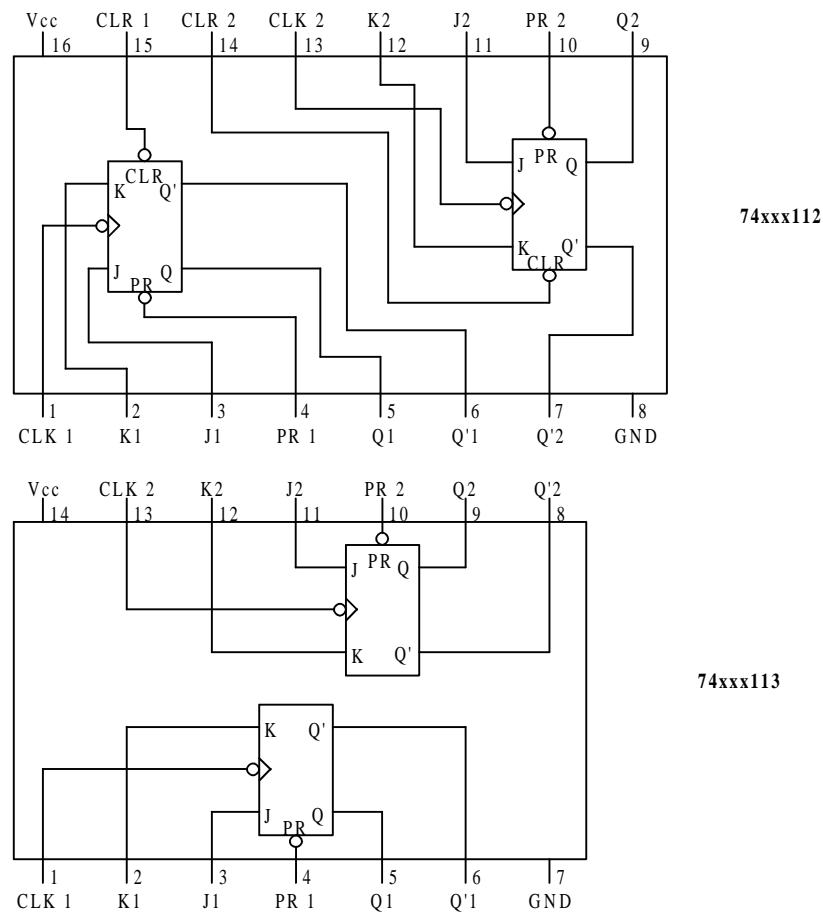 Vcc CLR 1 CLR 2 CLK 2 K2 J2 PR 2 Q2
16 15 14 13 12 11 10 9
CLR
K Q'
J Q
PR
PR
J Q
K Q'
CLR
74xxx112
1 2 3 4 5 6 7 8
CLK 1 K1 J1 PR 1 Q1 Q'1 Q'2 GND
Vcc CLK 2 K2 J2 PR 2 Q2 Q'2
14 13 12 11 10 9 8
PR
J Q
K Q'
74xxx113
K Q'
J Q
PR
1 2 3 4 5 6 7
CLK 1 K1 J1 PR 1 Q1 Q'1 GND